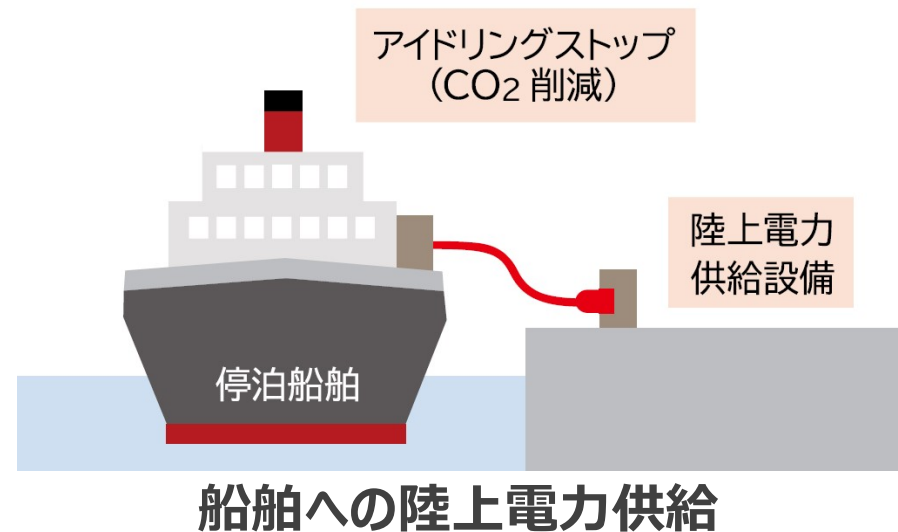 アイドリングストップ
（CO2 削減）
陸上電力
供給設備
停泊船舶
船舶への陸上電力供給